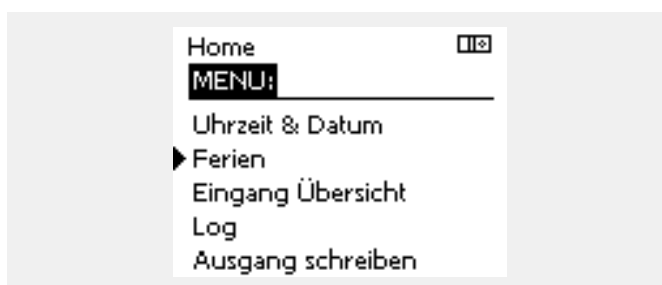 Home
MENU:
Uhrzeit & Datum
Ferien
Eingang Übersicht
Log
Ausgang schreiben